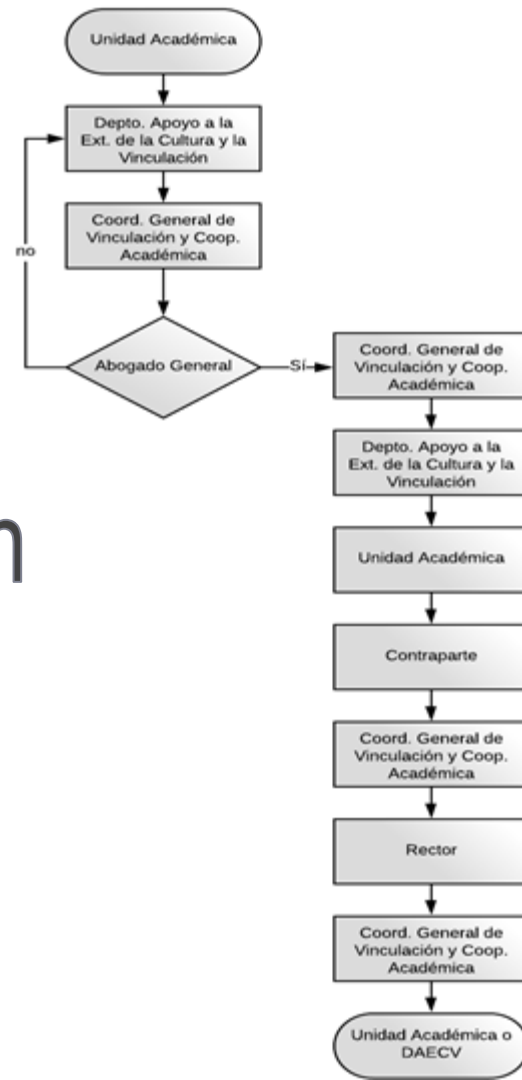 Unidad Académica
Depto. Apoyo a la
Ext. de la Cultura y la
Vinculación
Coord. General de
Vinculación y Coop.
Académica
no
Abogado General
Sí
Coord. General de
Vinculación y Coop.
Académica
Depto. Apoyo a la
Ext. de la Cultura y la
Vinculación
n
Unidad Académica
Contraparte
Coord. General de
Vinculación y Coop.
Académica
Rector
Coord. General de
Vinculación y Coop.
Académica
Unidad Académica o
DAECV